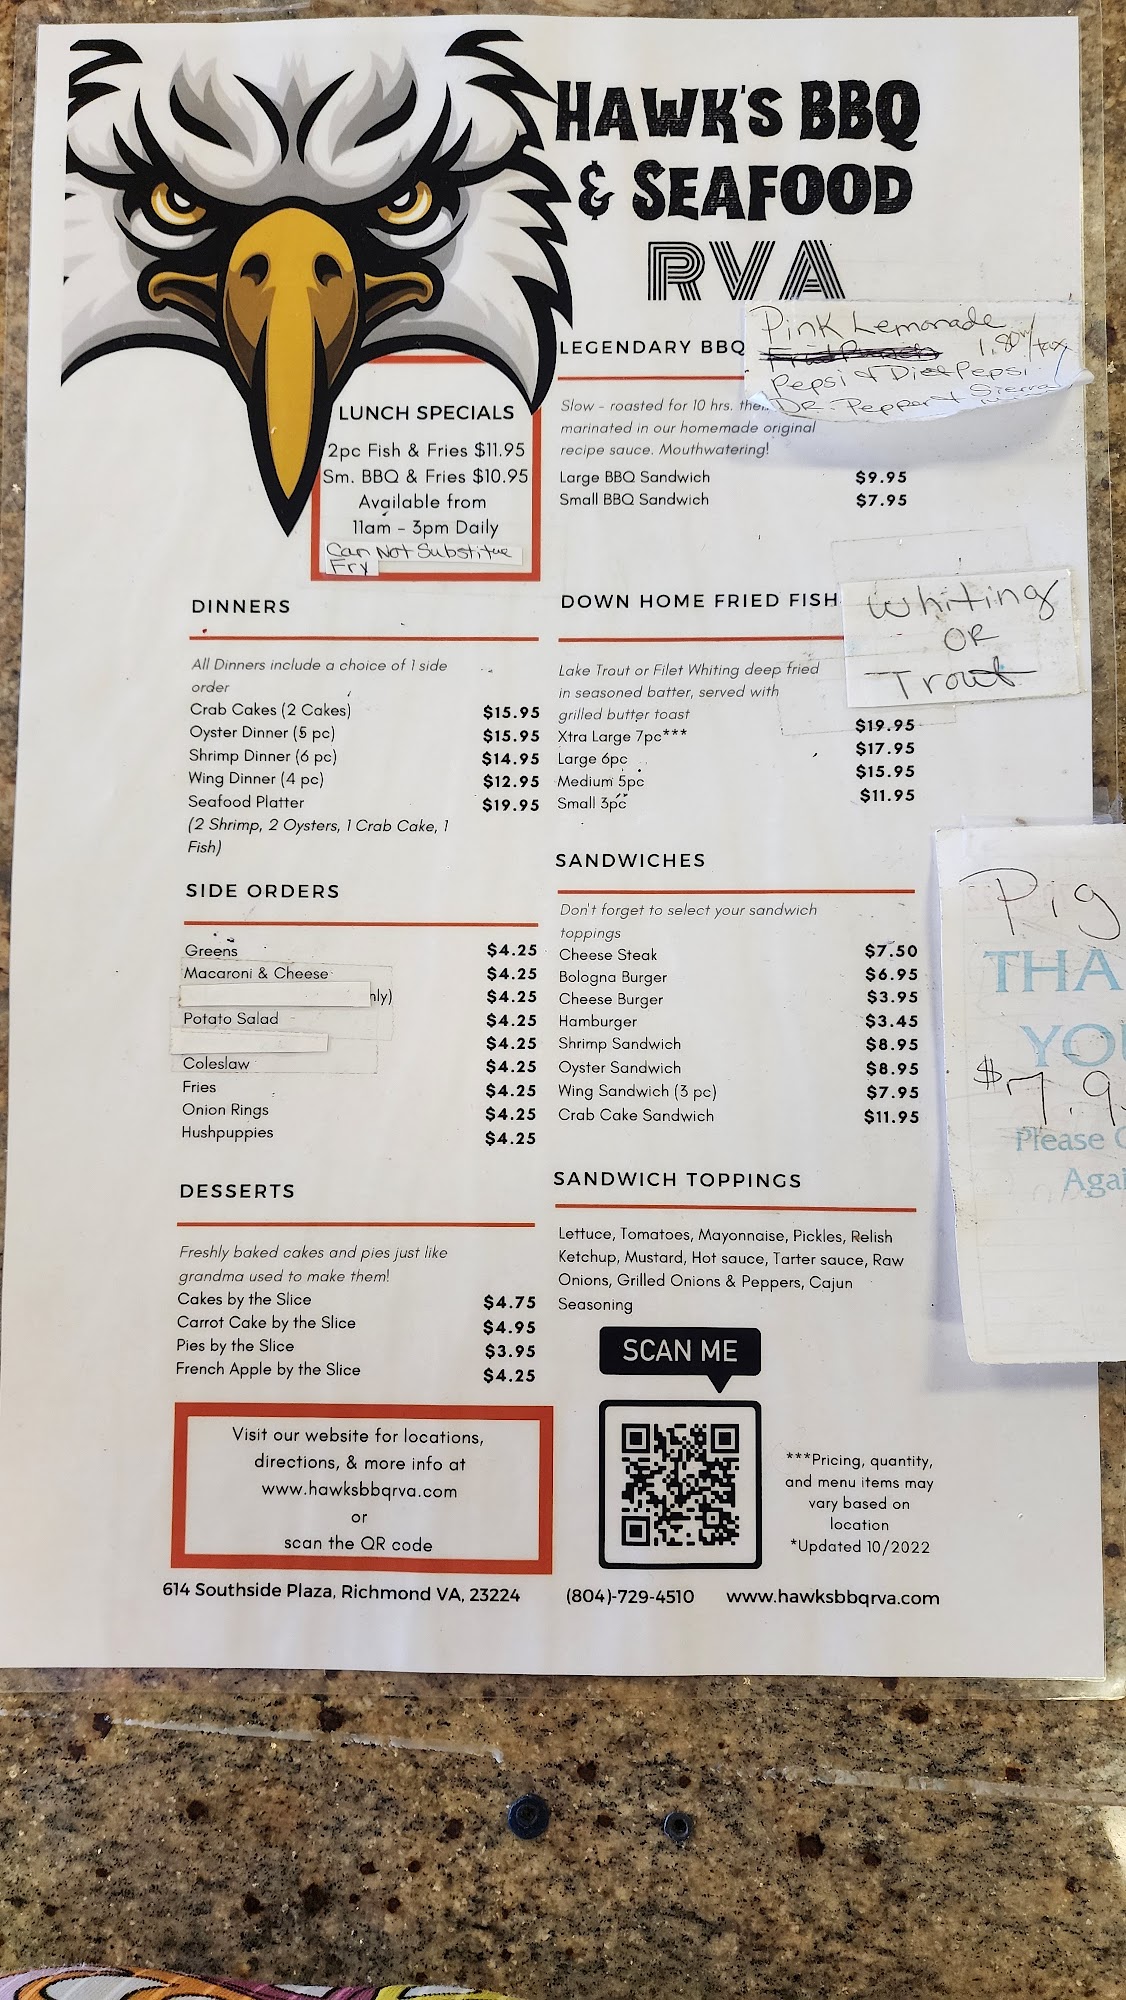 HAWK'S BBQ
& SEAFOOD
RVA
Pink Lemonade
1.80 w/tax
Pepsi & Diet Pepsi
DR. Pepper & Sierra
LEGENDARY BBQ
Slow - roasted for 10 hrs.
marinated in our homemade original
recipe sauce. Mouthwatering!
Large BBQ Sandwich $9.95
Small BBQ Sandwich $7.95
LUNCH SPECIALS
2pc Fish & Fries $11.95
Sm. BBQ & Fries $10.95
Available from
11am - 3pm Daily
Can Not Substitue
Fry
DINNERS
All Dinners include a choice of 1 side
order
Crab Cakes (2 Cakes) $15.95
Oyster Dinner (5 pc) $15.95
Shrimp Dinner (6 pc) $14.95
Wing Dinner (4 pc) $12.95
Seafood Platter $19.95
(2 Shrimp, 2 Oysters, 1 Crab Cake, 1
Fish)
DOWN HOME FRIED FISH
Whiting
OR
Trout
Lake Trout or Filet Whiting deep fried
in seasoned batter, served with
grilled butter toast
Xtra Large 7pc*** $19.95
Large 6pc $17.95
Medium 5pc $15.95
Small 3pc $11.95
SIDE ORDERS
Greens $4.25
Macaroni & Cheese $4.25
nly) $4.25
Potato Salad $4.25
$4.25
Coleslaw $4.25
Fries $4.25
Onion Rings $4.25
Hushpuppies $4.25
SANDWICHES
Don't forget to select your sandwich
toppings
Cheese Steak $7.50
Bologna Burger $6.95
Cheese Burger $3.95
Hamburger $3.45
Shrimp Sandwich $8.95
Oyster Sandwich $8.95
Wing Sandwich (3 pc) $7.95
Crab Cake Sandwich $11.95
Pig
THA
YOU
$7.9
Please
Agai
DESSERTS
Freshly baked cakes and pies just like
grandma used to make them!
Cakes by the Slice $4.75
Carrot Cake by the Slice $4.95
Pies by the Slice $3.95
French Apple by the Slice $4.25
SANDWICH TOPPINGS
Lettuce, Tomatoes, Mayonnaise, Pickles, Relish
Ketchup, Mustard, Hot sauce, Tarter sauce, Raw
Onions, Grilled Onions & Peppers, Cajun
Seasoning
SCAN ME
Visit our website for locations,
directions, & more info at
www.hawksbbqrva.com
or
scan the QR code
***Pricing, quantity,
and menu items may
vary based on
location
*Updated 10/2022
614 Southside Plaza, Richmond VA, 23224 (804)-729-4510 www.hawksbbqrva.com